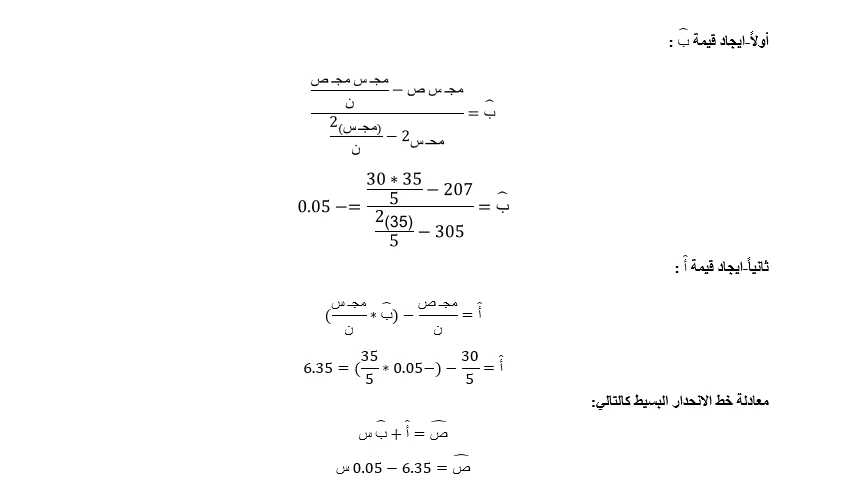 أولاً-ايجاد قيمة ب̂ :
ب̂ = (مجـ س ص − (مجـ س مجـ ص)/ن) / (محـ س2 − (مجـ س)2/ن)
ب̂ = (207 − (35 * 30)/5) / (305 − (35)2/5) =− 0.05
ثانياً-ايجاد قيمة أ̂ :
أ̂ = مجـ ص/ن − (ب̂ * مجـ س/ن)
أ̂ = 30/5 − (−0.05 * 35/5) = 6.35
معادلة خط الانحدار البسيط كالتالي:
ص̂ = أ̂ + ب̂ س
ص̂ = 6.35 − 0.05 س